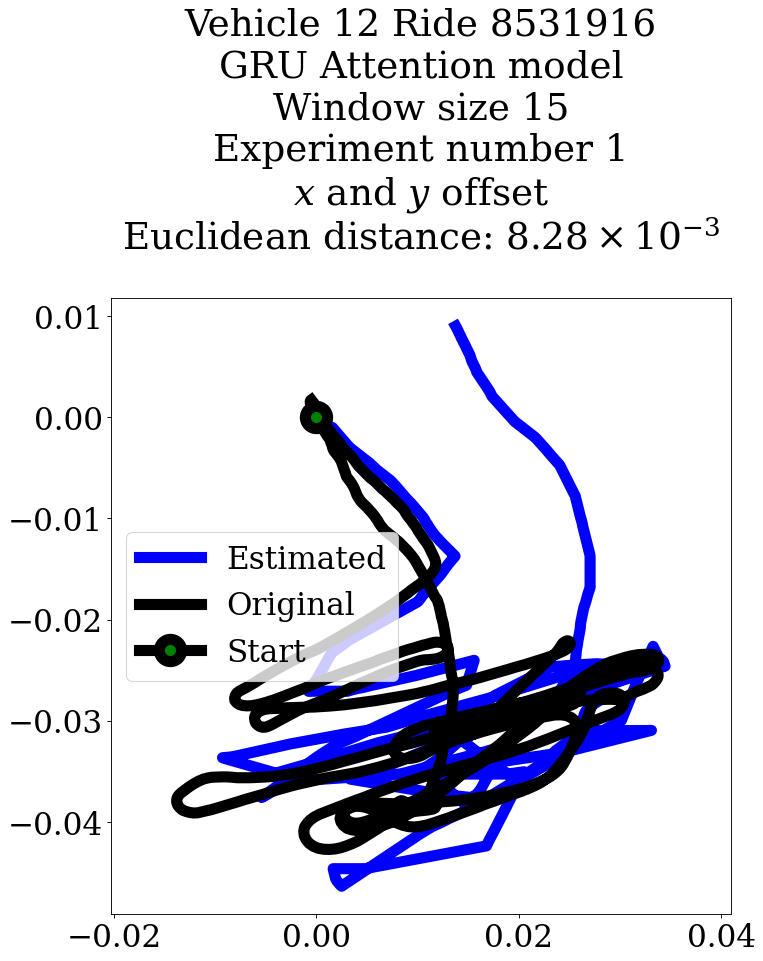 Vehicle 12 Ride 8531916
GRU Attention model
Window size 15
Experiment number 1
x and y offset
Euclidean distance: 8.28 × 10⁻³
0.01
0.00
−0.01
−0.02
−0.03
−0.04
Estimated
Original
Start
−0.02 0.00 0.02 0.04